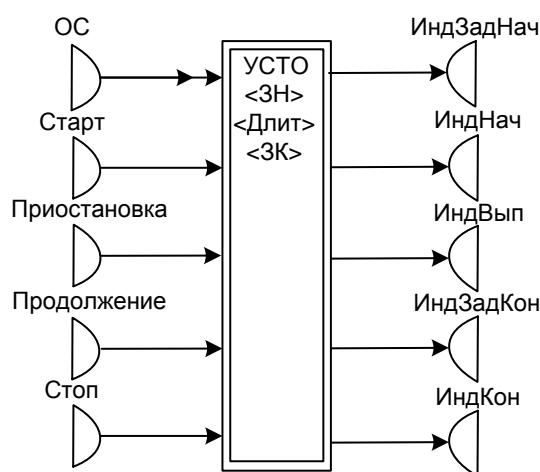 ОС
Старт
Приостановка
Продолжение
Стоп
УСТО
<ЗН>
<Длит>
<ЗК>
ИндЗадНач
ИндНач
ИндВып
ИндЗадКон
ИндКон